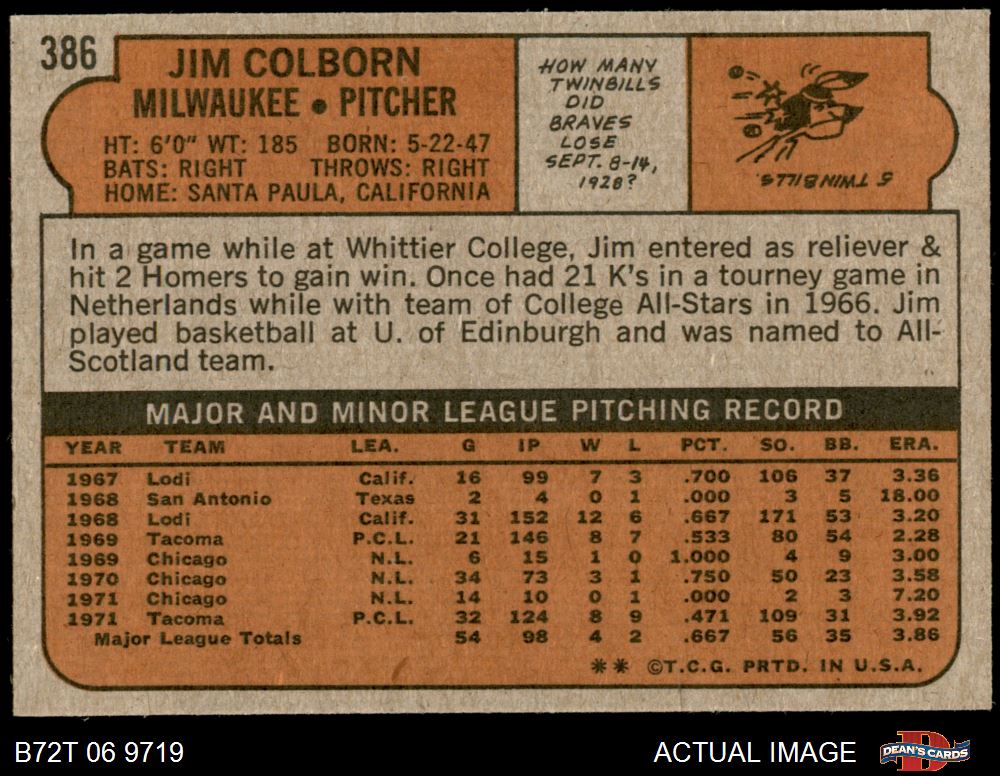 386
JIM COLBORN
MILWAUKEE • PITCHER
HT: 6'0" WT: 185 BORN: 5-22-47
BATS: RIGHT THROWS: RIGHT
HOME: SANTA PAULA, CALIFORNIA
HOW MANY
TWINBILLS
DID
BRAVES
LOSE
SEPT. 8-14,
1928?
5 TWINBILLS.
In a game while at Whittier College, Jim entered as reliever &
hit 2 Homers to gain win. Once had 21 K's in a tourney game in
Netherlands while with team of College All-Stars in 1966. Jim
played basketball at U. of Edinburgh and was named to All-
Scotland team.
MAJOR AND MINOR LEAGUE PITCHING RECORD
YEAR TEAM LEA. G IP W L PCT. SO. BB. ERA.
1967 Lodi Calif. 16 99 7 3 .700 106 37 3.36
1968 San Antonio Texas 2 4 0 1 .000 3 5 18.00
1968 Lodi Calif. 31 152 12 6 .667 171 53 3.20
1969 Tacoma P.C.L. 21 146 8 7 .533 80 54 2.28
1969 Chicago N.L. 6 15 1 0 1.000 4 9 3.00
1970 Chicago N.L. 34 73 3 1 .750 50 23 3.58
1971 Chicago N.L. 14 10 0 1 .000 2 3 7.20
1971 Tacoma P.C.L. 32 124 8 9 .471 109 31 3.92
Major League Totals 54 98 4 2 .667 56 35 3.86
** ©T.C.G. PRTD. IN U.S.A.
B72T 06 9719
ACTUAL IMAGE
DEAN'S CARDS